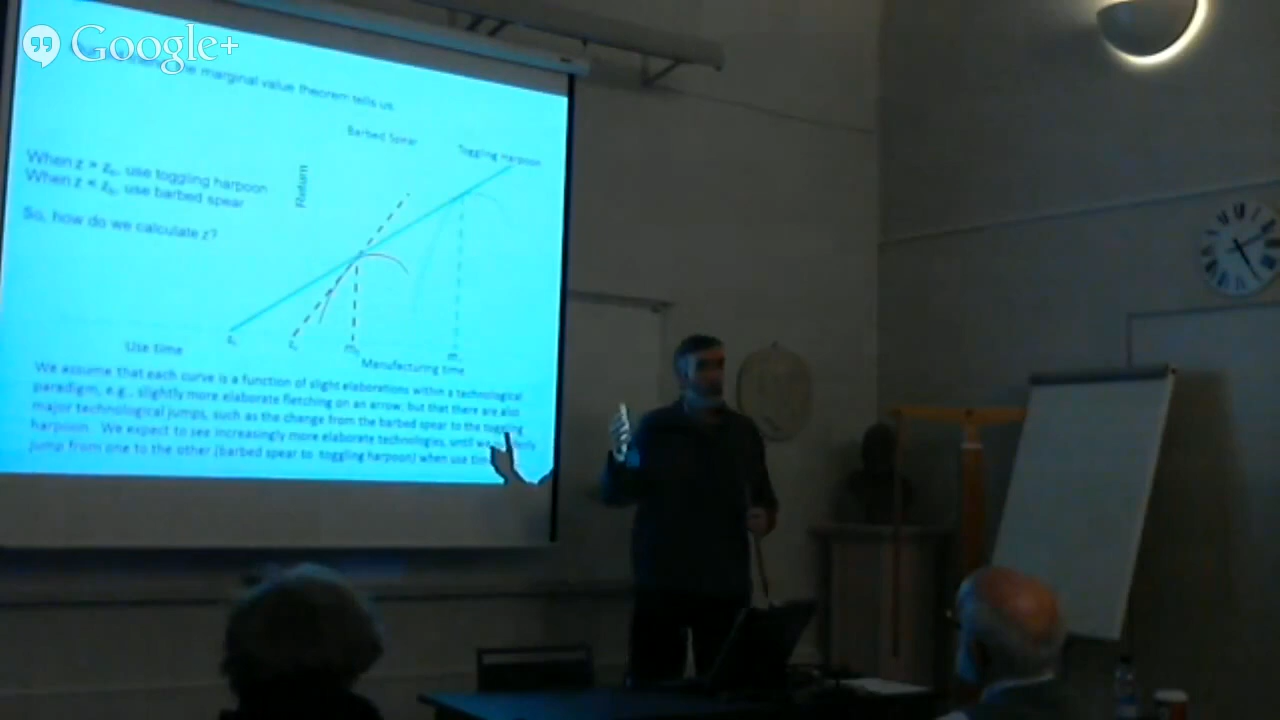 Google+
the marginal value theorem tells us.
Barbed Spear
Toggling Harpoon
When z > zc, use toggling harpoon
When z < zc, use barbed spear
Return
So, how do we calculate z?
Use time
Manufacturing time
We assume that each curve is a function of slight elaborations within a technological
paradigm, e.g., slightly more elaborate fletching on an arrow; but that there are also
major technological jumps, such as the change from the barbed spear to the toggling
harpoon. We expect to see increasingly more elaborate technologies, until we
jump from one to the other (barbed spear to toggling harpoon) when use